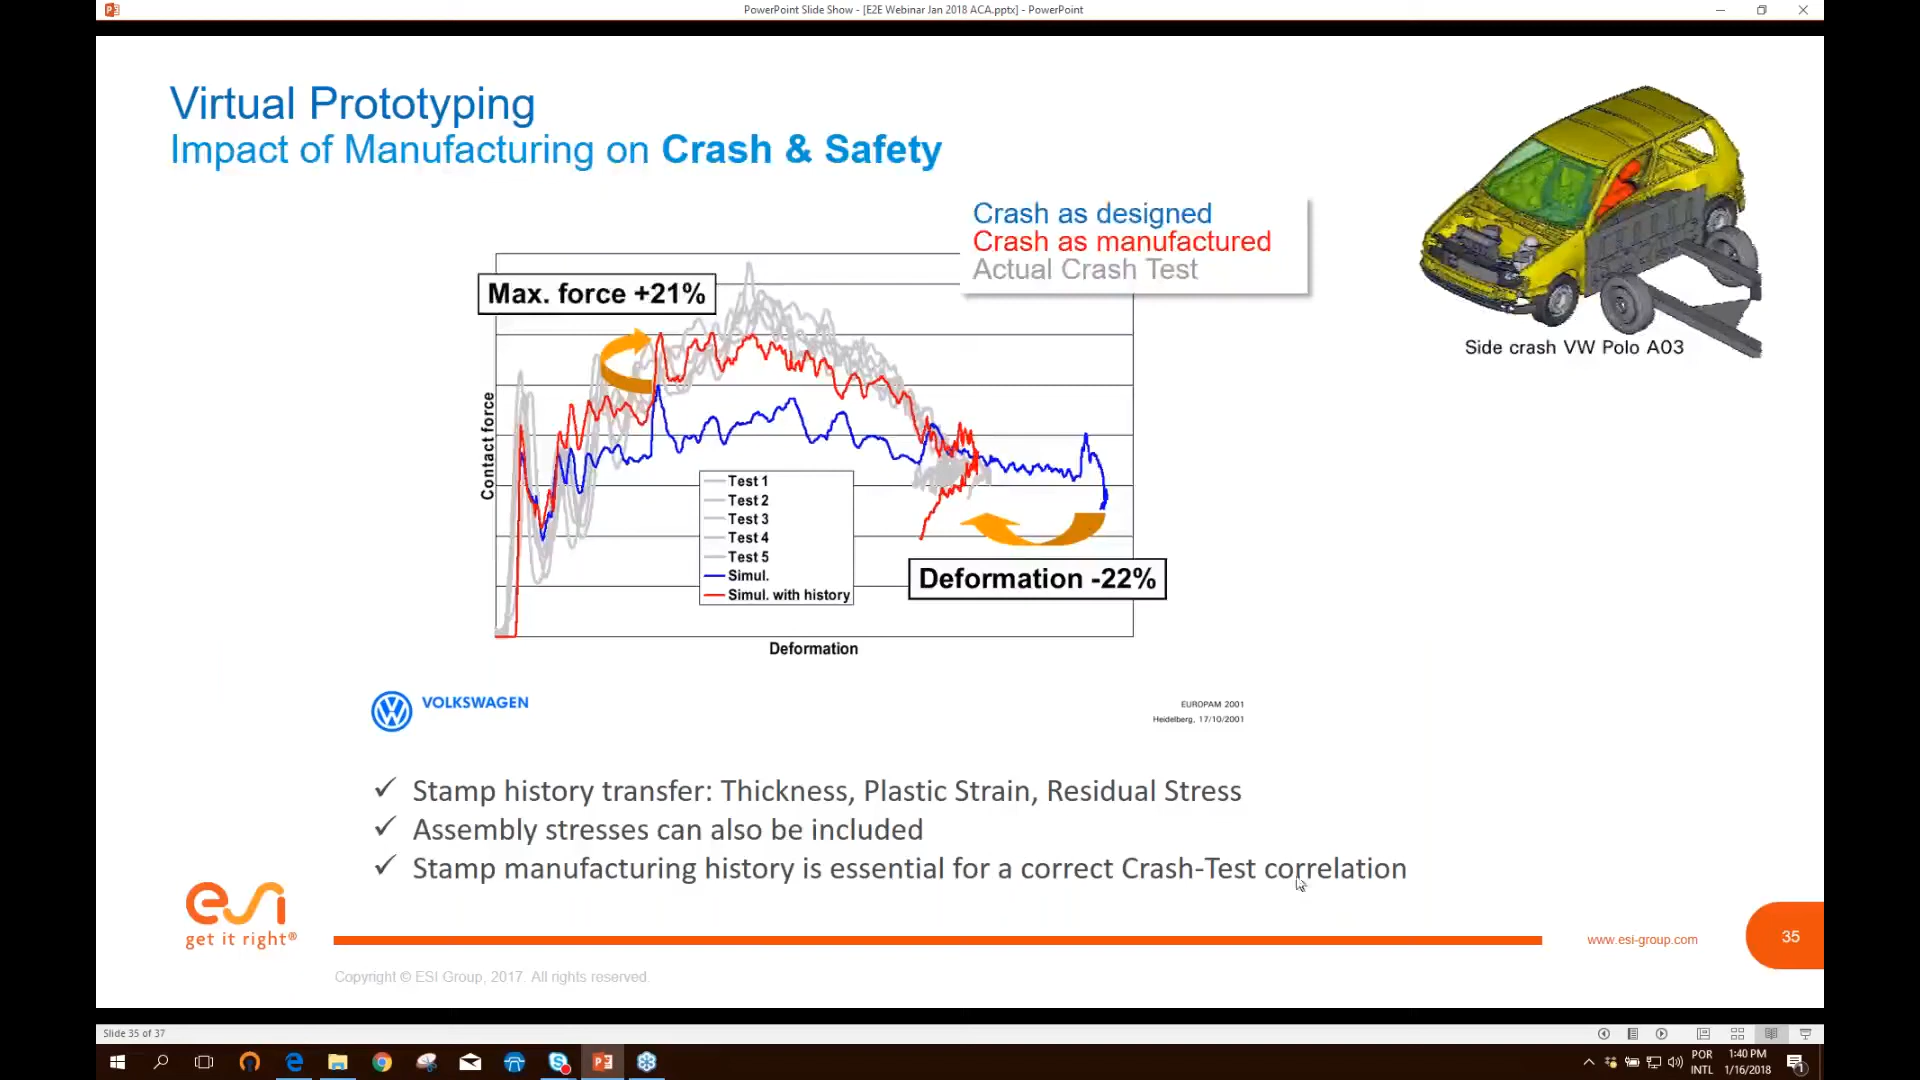 PowerPoint Slide Show - [E2E Webinar Jan 2018 ACA.pptx] - PowerPoint
Virtual Prototyping
Impact of Manufacturing on Crash & Safety
Crash as designed
Crash as manufactured
Actual Crash Test
Max. force +21%
Contact force
Test 1
Test 2
Test 3
Test 4
Test 5
Simul.
Simul. with history
Deformation -22%
Deformation
Side crash VW Polo A03
VOLKSWAGEN
EUROPAM 2001
Heidelberg, 17/10/2001
✓ Stamp history transfer: Thickness, Plastic Strain, Residual Stress
✓ Assembly stresses can also be included
✓ Stamp manufacturing history is essential for a correct Crash-Test correlation
esi
get it right®
www.esi-group.com
35
Copyright © ESI Group, 2017. All rights reserved.
Slide 35 of 37
POR
INTL
1:40 PM
1/16/2018
1